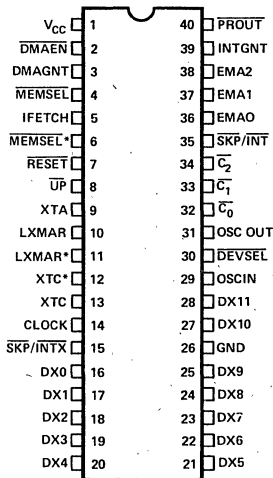 VCC 1 40 PROUT
DMAEN 2 39 INTGNT
DMAGNT 3 38 EMA2
MEMSEL 4 37 EMA1
IFETCH 5 36 EMA0
MEMSEL* 6 35 SKP/INT
RESET 7 34 C2
UP 8 33 C1
XTA 9 32 C0
LXMAR 10 31 OSC OUT
LXMAR* 11 30 DEVSEL
XTC* 12 29 OSCIN
XTC 13 28 DX11
CLOCK 14 27 DX10
SKP/INTX 15 26 GND
DX0 16 25 DX9
DX1 17 24 DX8
DX2 18 23 DX7
DX3 19 22 DX6
DX4 20 21 DX5